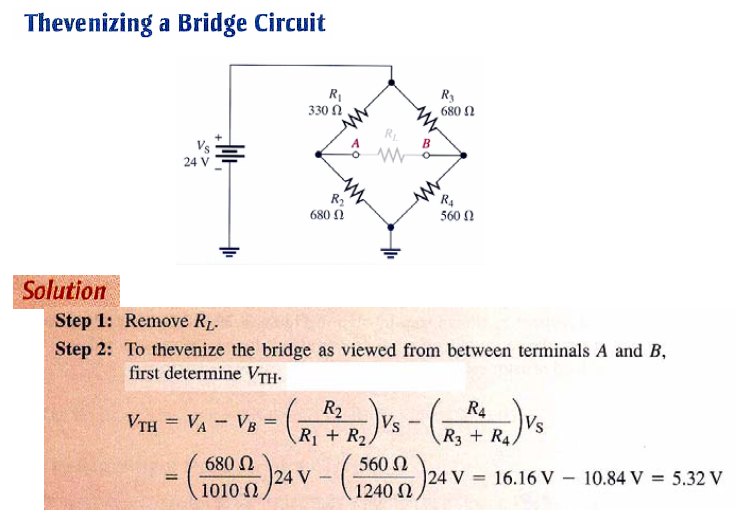 Thevenizing a Bridge Circuit
R1
330 Ω
R3
680 Ω
VS
24 V
+
−
A
RL
B
R2
680 Ω
R4
560 Ω
Solution
Step 1: Remove RL.
Step 2: To thevenize the bridge as viewed from between terminals A and B,
first determine VTH.
VTH = VA − VB = (R2 / R1 + R2)VS − (R4 / R3 + R4)VS
= (680 Ω / 1010 Ω)24 V − (560 Ω / 1240 Ω)24 V = 16.16 V − 10.84 V = 5.32 V